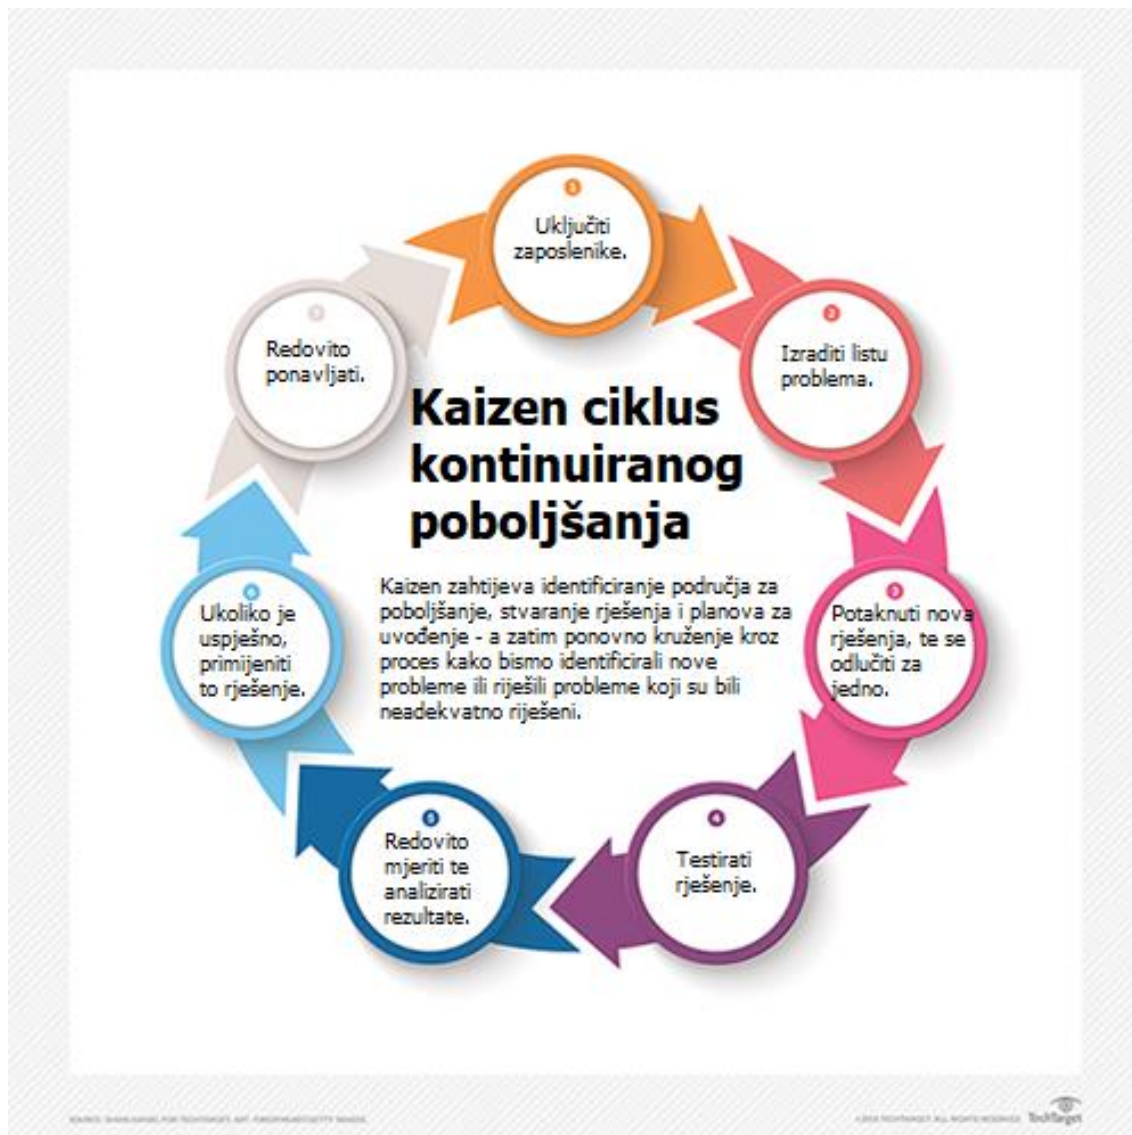 1
Uključiti
zaposlenike.
2
Izraditi listu
problema.
3
Potaknuti nova
rješenja, te se
odlučiti za
jedno.
4
Testirati
rješenje.
5
Redovito
mjeriti te
analizirati
rezultate.
6
Ukoliko je
uspješno,
primijeniti
to rješenje.
7
Redovito
ponavljati.
Kaizen ciklus
kontinuiranog
poboljšanja
Kaizen zahtijeva identificiranje područja za
poboljšanje, stvaranje rješenja i planova za
uvođenje - a zatim ponovno kruženje kroz
proces kako bismo identificirali nove
probleme ili riješili probleme koji su bili
neadekvatno riješeni.
TechTarget